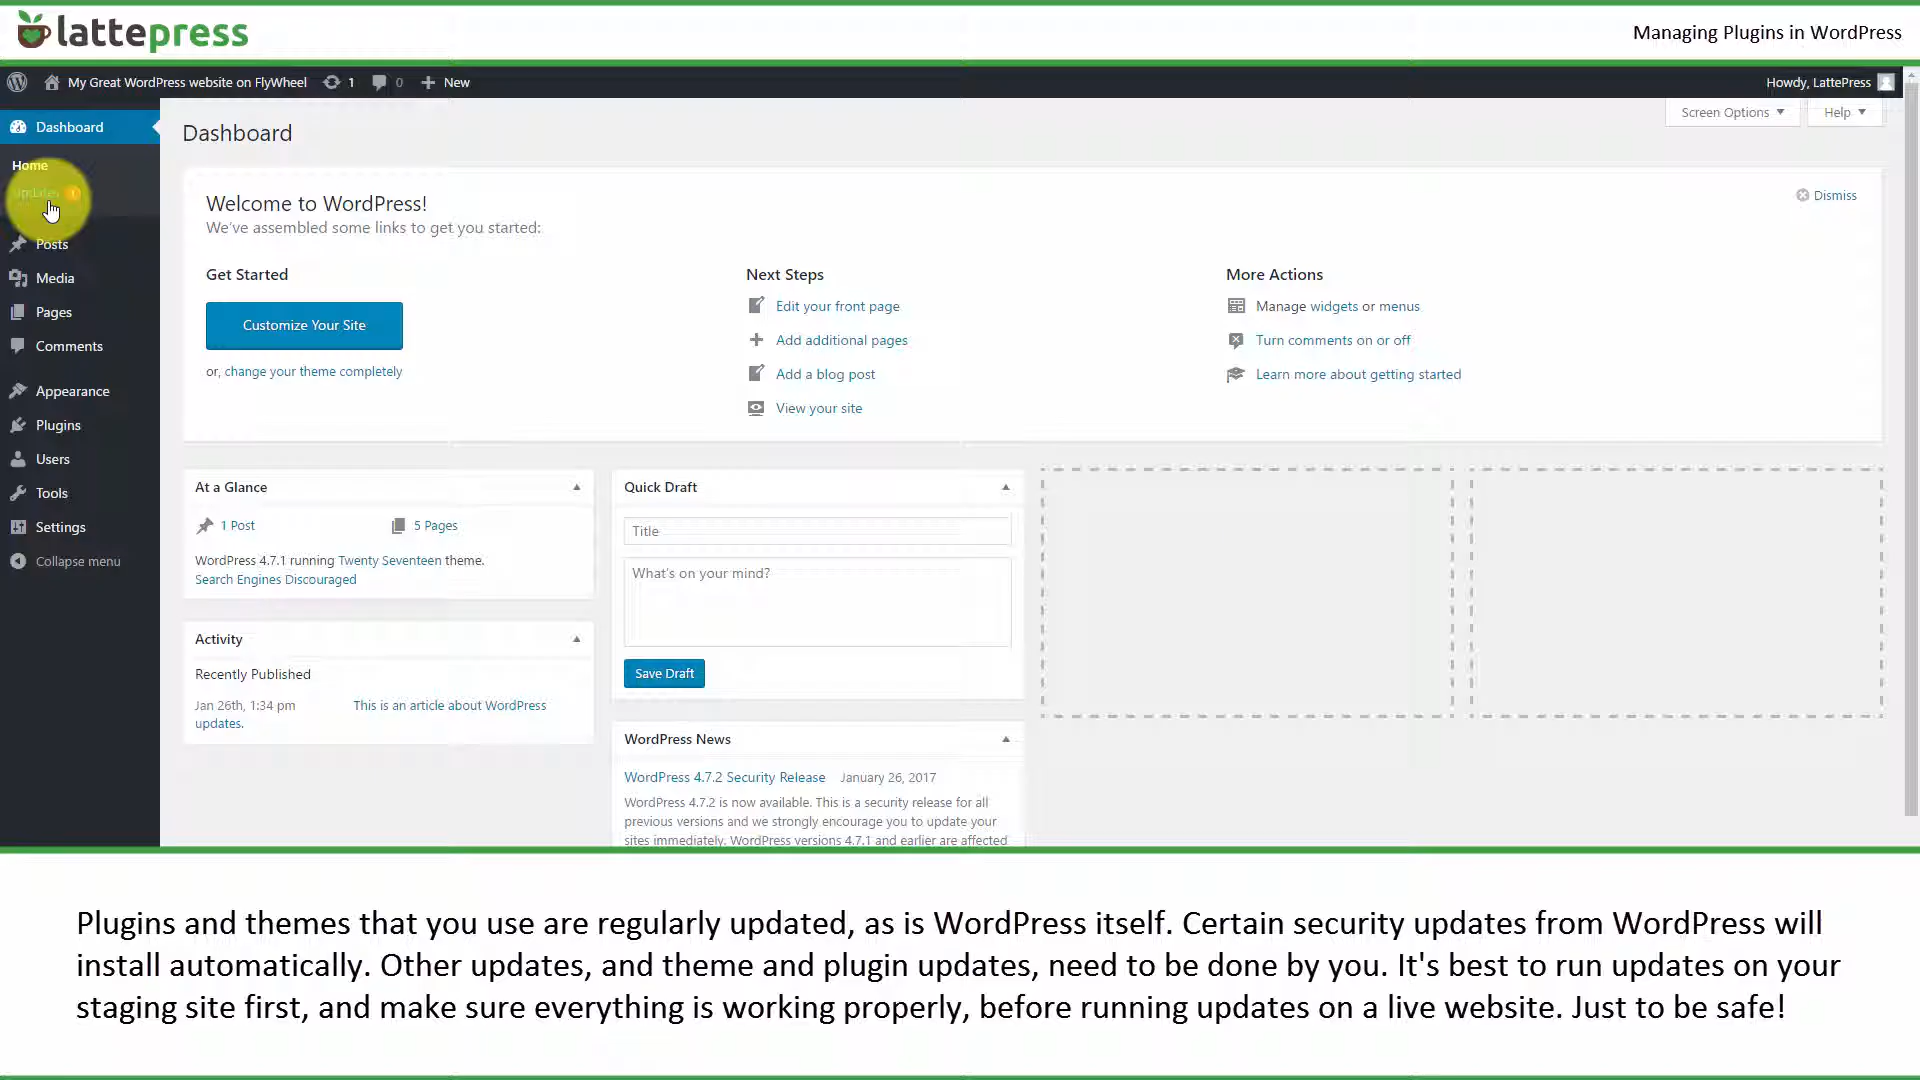 lattepress
Managing Plugins in WordPress
My Great WordPress website on FlyWheel 1 0 New
Howdy, LattePress
Dashboard
Home
Updates 1
Posts
Media
Pages
Comments
Appearance
Plugins
Users
Tools
Settings
Collapse menu
Dashboard
Screen Options
Help
Welcome to WordPress!
Dismiss
We've assembled some links to get you started:
Get Started
Customize Your Site
or, change your theme completely
Next Steps
Edit your front page
Add additional pages
Add a blog post
View your site
More Actions
Manage widgets or menus
Turn comments on or off
Learn more about getting started
At a Glance
1 Post 5 Pages
WordPress 4.7.1 running Twenty Seventeen theme.
Search Engines Discouraged
Activity
Recently Published
Jan 26th, 1:34 pm This is an article about WordPress
updates.
Quick Draft
Title
What's on your mind?
Save Draft
WordPress News
WordPress 4.7.2 Security Release January 26, 2017
WordPress 4.7.2 is now available. This is a security release for all
previous versions and we strongly encourage you to update your
sites immediately. WordPress versions 4.7.1 and earlier are affected
Plugins and themes that you use are regularly updated, as is WordPress itself. Certain security updates from WordPress will
install automatically. Other updates, and theme and plugin updates, need to be done by you. It's best to run updates on your
staging site first, and make sure everything is working properly, before running updates on a live website. Just to be safe!